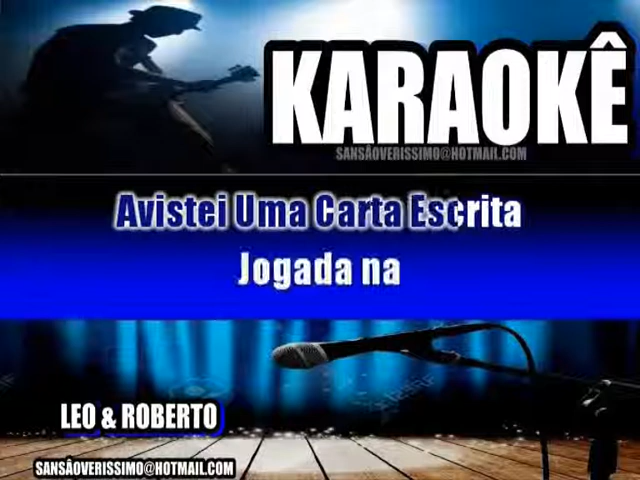 KARAOKÊ
SANSÃOVERISSIMO@HOTMAIL.COM
Avistei Uma Carta Escrita
Jogada na
LEO & ROBERTO
SANSÃOVERISSIMO@HOTMAIL.COM